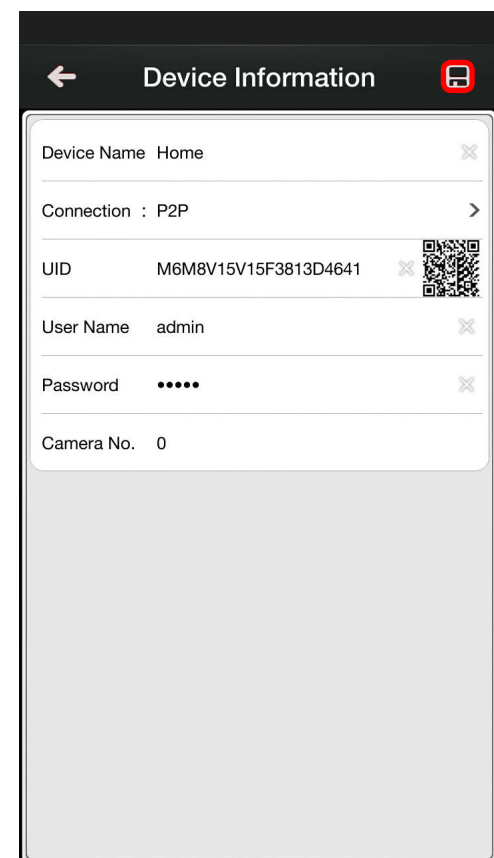 Device Information
Device Name Home
Connection : P2P
UID M6M8V15V15F3813D4641
User Name admin
Password •••••
Camera No. 0